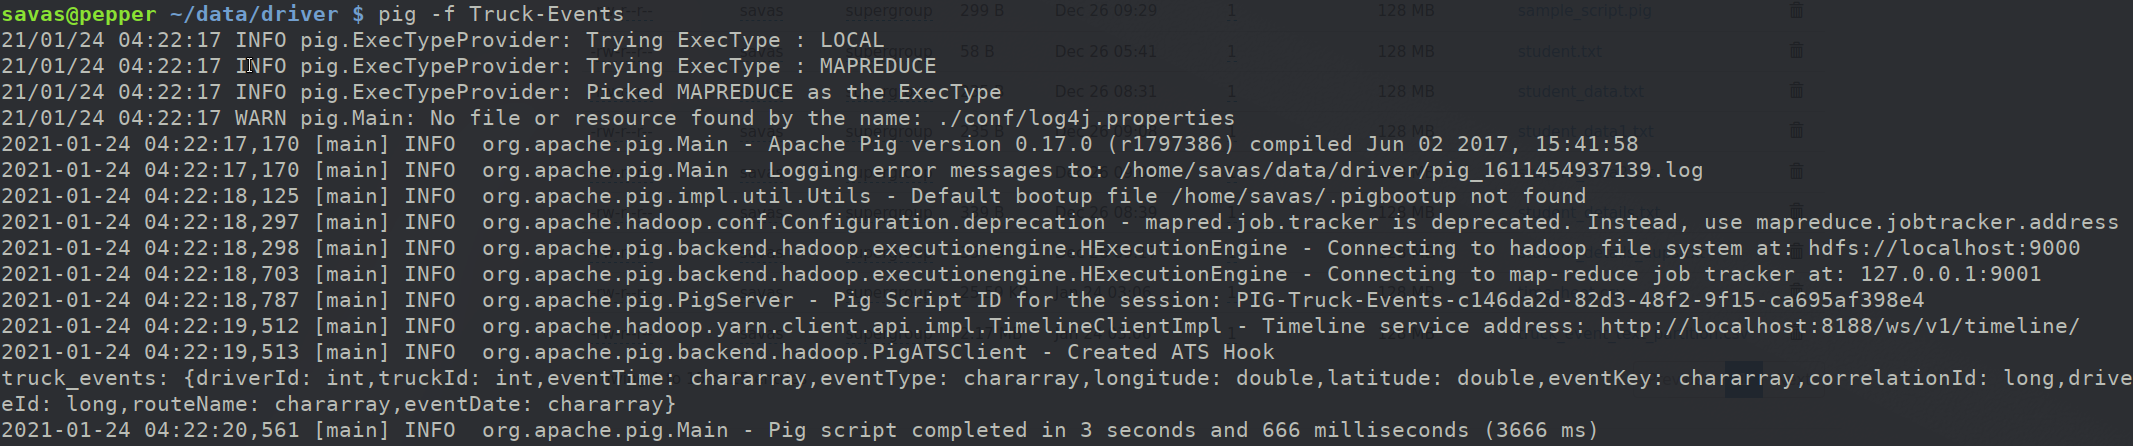 savas@pepper ~/data/driver $ pig -f Truck-Events
21/01/24 04:22:17 INFO pig.ExecTypeProvider: Trying ExecType : LOCAL
21/01/24 04:22:17 INFO pig.ExecTypeProvider: Trying ExecType : MAPREDUCE
21/01/24 04:22:17 INFO pig.ExecTypeProvider: Picked MAPREDUCE as the ExecType
21/01/24 04:22:17 WARN pig.Main: No file or resource found by the name: ./conf/log4j.properties
2021-01-24 04:22:17,170 [main] INFO  org.apache.pig.Main - Apache Pig version 0.17.0 (r1797386) compiled Jun 02 2017, 15:41:58
2021-01-24 04:22:17,170 [main] INFO  org.apache.pig.Main - Logging error messages to: /home/savas/data/driver/pig_1611454937139.log
2021-01-24 04:22:18,125 [main] INFO  org.apache.pig.impl.util.Utils - Default bootup file /home/savas/.pigbootup not found
2021-01-24 04:22:18,297 [main] INFO  org.apache.hadoop.conf.Configuration.deprecation - mapred.job.tracker is deprecated. Instead, use mapreduce.jobtracker.address
2021-01-24 04:22:18,298 [main] INFO  org.apache.pig.backend.hadoop.executionengine.HExecutionEngine - Connecting to hadoop file system at: hdfs://localhost:9000
2021-01-24 04:22:18,703 [main] INFO  org.apache.pig.backend.hadoop.executionengine.HExecutionEngine - Connecting to map-reduce job tracker at: 127.0.0.1:9001
2021-01-24 04:22:18,787 [main] INFO  org.apache.pig.PigServer - Pig Script ID for the session: PIG-Truck-Events-c146da2d-82d3-48f2-9f15-ca695af398e4
2021-01-24 04:22:19,512 [main] INFO  org.apache.hadoop.yarn.client.api.impl.TimelineClientImpl - Timeline service address: http://localhost:8188/ws/v1/timeline/
2021-01-24 04:22:19,513 [main] INFO  org.apache.pig.backend.hadoop.PigATSClient - Created ATS Hook
truck_events: {driverId: int,truckId: int,eventTime: chararray,eventType: chararray,longitude: double,latitude: double,eventKey: chararray,correlationId: long,drive
eId: long,routeName: chararray,eventDate: chararray}
2021-01-24 04:22:20,561 [main] INFO  org.apache.pig.Main - Pig script completed in 3 seconds and 666 milliseconds (3666 ms)